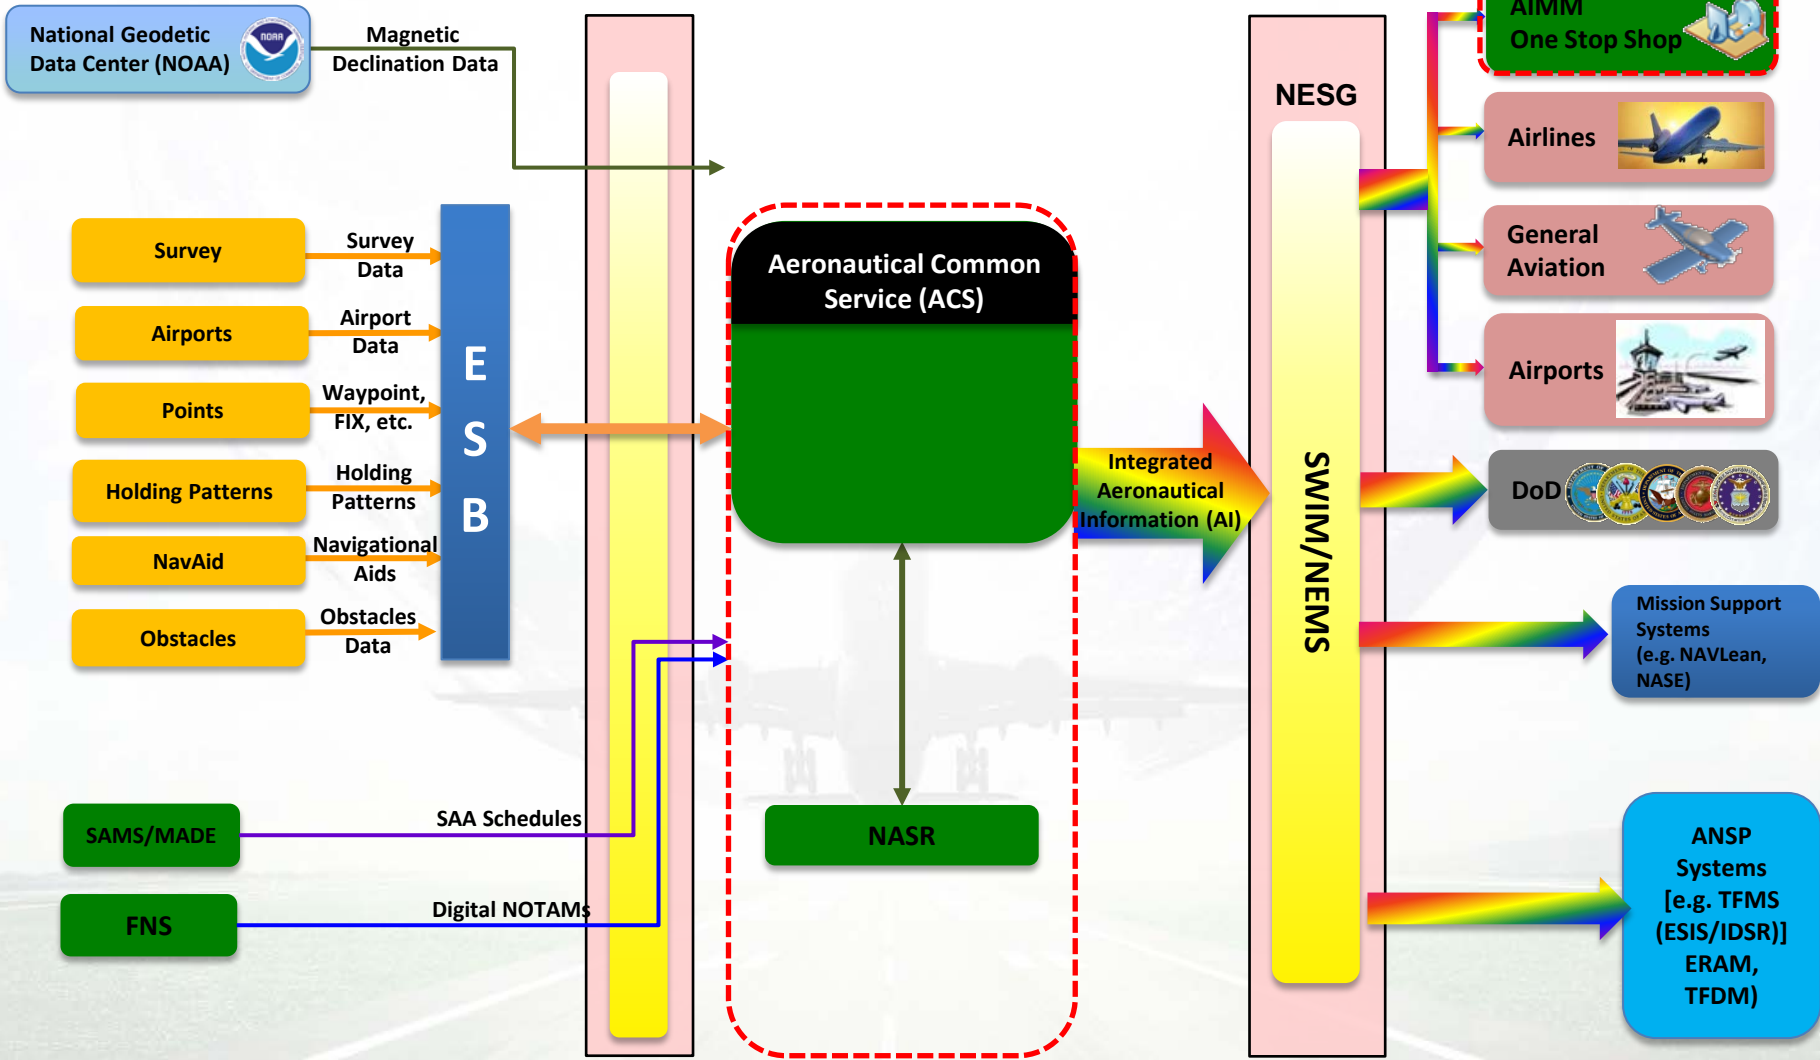 National Geodetic
Data Center (NOAA)
NOAA
Magnetic
Declination Data
Survey
Survey
Data
Airports
Airport
Data
Points
Waypoint,
FIX, etc.
Holding Patterns
Holding
Patterns
NavAid
Navigational
Aids
Obstacles
Obstacles
Data
E
S
B
SAMS/MADE
SAA Schedules
FNS
Digital NOTAMs
Aeronautical Common
Service (ACS)
NASR
Integrated
Aeronautical
Information (AI)
NESG
SWIM/NEMS
AIMM
One Stop Shop
Airlines
General
Aviation
Airports
DoD
Mission Support
Systems
(e.g. NAVLean,
NASE)
ANSP
Systems
[e.g. TFMS
(ESIS/IDSR)]
ERAM,
TFDM)